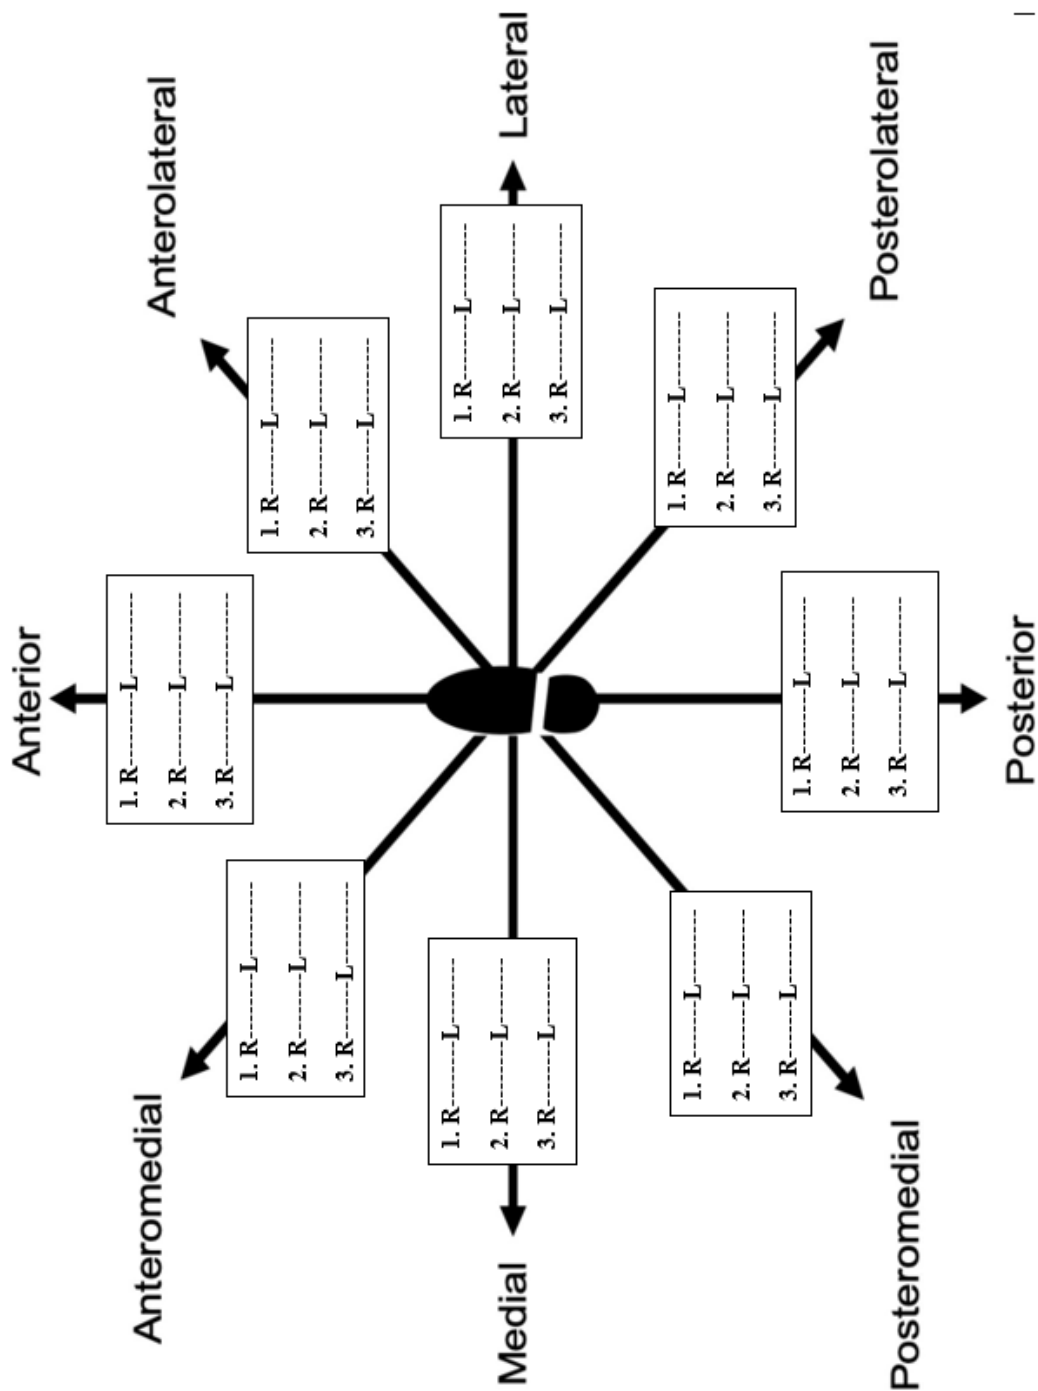 Anterior
1. R---------L---------
2. R---------L---------
3. R---------L---------
Anteromedial
1. R--------L---------
2. R--------L---------
3. R-------L----------
Anterolateral
1. R---------L---------
2. R---------L---------
3. R---------L---------
Medial
1. R--------L--------
2. R--------L--------
3. R--------L--------
Lateral
1. R---------L---------
2. R---------L---------
3. R---------L---------
Posteromedial
1. R--------L---------
2. R--------L---------
3. R--------L---------
Posterolateral
1. R---------L---------
2. R---------L---------
3. R---------L---------
Posterior
1. R---------L---------
2. R---------L---------
3. R---------L---------